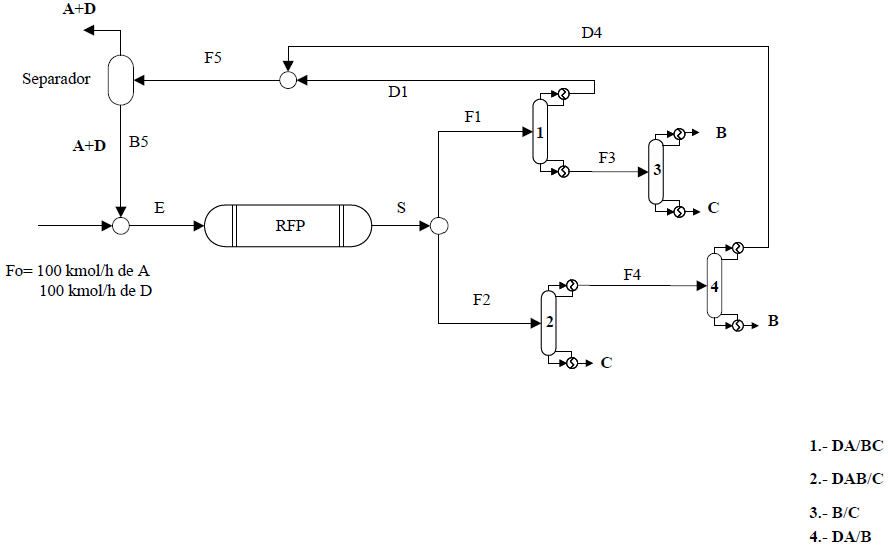 A+D
D4
F5
Separador
D1
F1
A+D
B5
1
B
F3
3
C
E
RFP
S
Fo= 100 kmol/h de A
100 kmol/h de D
F2
F4
4
B
2
C
1.- DA/BC
2.- DAB/C
3.- B/C
4.- DA/B